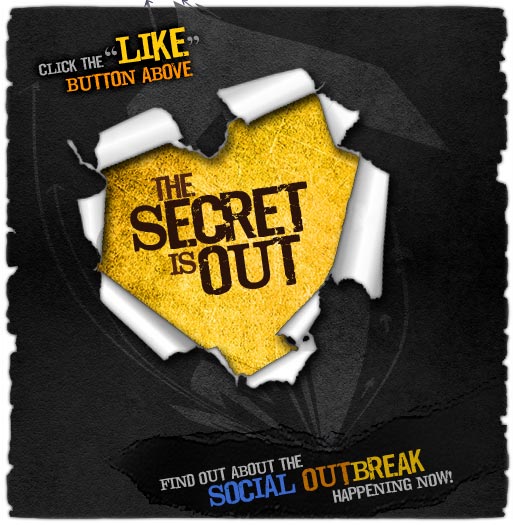 CLICK THE “LIKE”
BUTTON ABOVE
THE
SECRET
IS OUT
FIND OUT ABOUT THE
SOCIAL OUTBREAK
HAPPENING NOW!